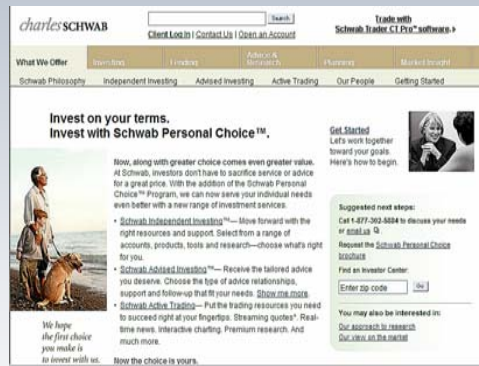 charles SCHWAB
Search
Client Log In | Contact Us | Open an Account
Trade with
Schwab Trader CT Pro™ software.»
What We Offer Investing Trading Advice & Research Planning Market Insight
Schwab Philosophy Independent Investing Advised Investing Active Trading Our People Getting Started
Invest on your terms.
Invest with Schwab Personal Choice™.
Get Started
Let's work together
toward your goals.
Here's how to begin.
Now, along with greater choice comes even greater value.
At Schwab, investors don't have to sacrifice service or advice
for a great price. With the addition of the Schwab Personal
Choice™ Program, we can now serve your individual needs
even better with a new range of investment services.
• Schwab Independent Investing™— Move forward with the
right resources and support. Select from a range of
accounts, products, tools and research—choose what's right
for you.
• Schwab Advised Investing™— Receive the tailored advice
you deserve. Choose the type of advice relationships,
support and follow-up that fit your needs. Show me more.
• Schwab Active Trading— Put the trading resources you need
to succeed right at your fingertips. Streaming quotes*. Real-
time news. Interactive charting. Premium research. And
much more.
Now the choice is yours.
We hope
the first choice
you make is
to invest with us.
Suggested next steps:
Call 1-877-302-5084 to discuss your needs
or email us
Request the Schwab Personal Choice
brochure
Find an Investor Center:
Enter zip code Go
You may also be interested in:
Our approach to research
Our view on the market